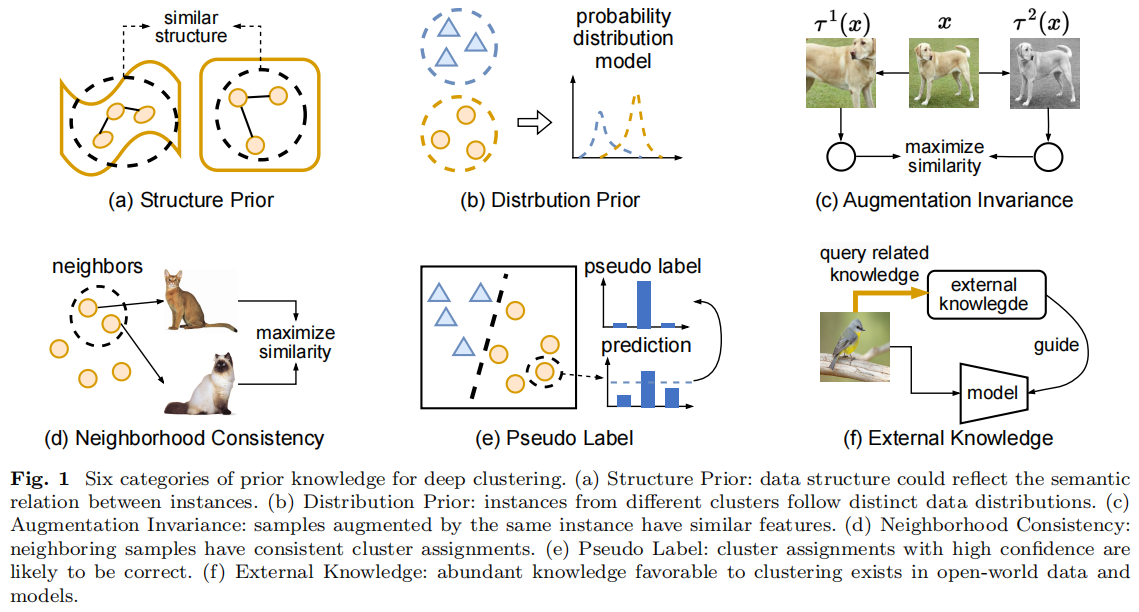 similar
structure
(a) Structure Prior
probability
distribution
model
(b) Distrbution Prior
τ¹(x) x τ²(x)
maximize
similarity
(c) Augmentation Invariance
neighbors
maximize
similarity
(d) Neighborhood Consistency
pseudo label
prediction
(e) Pseudo Label
query related
knowledge
external
knowlegde
guide
model
(f) External Knowledge
Fig. 1 Six categories of prior knowledge for deep clustering. (a) Structure Prior: data structure could reflect the semantic
relation between instances. (b) Distribution Prior: instances from different clusters follow distinct data distributions. (c)
Augmentation Invariance: samples augmented by the same instance have similar features. (d) Neighborhood Consistency:
neighboring samples have consistent cluster assignments. (e) Pseudo Label: cluster assignments with high confidence are
likely to be correct. (f) External Knowledge: abundant knowledge favorable to clustering exists in open-world data and
models.